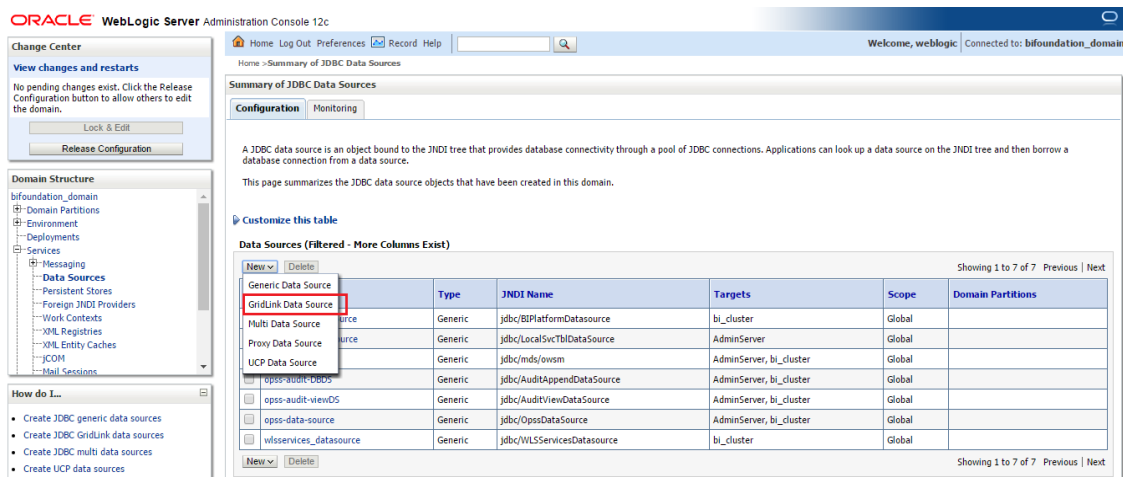 ORACLE WebLogic Server Administration Console 12c
Change Center
View changes and restarts
No pending changes exist. Click the Release
Configuration button to allow others to edit
the domain.
Lock & Edit
Release Configuration
Domain Structure
bifoundation_domain
Domain Partitions
Environment
Deployments
Services
Messaging
Data Sources
Persistent Stores
Foreign JNDI Providers
Work Contexts
XML Registries
XML Entity Caches
jCOM
Mail Sessions
How do I...
Create JDBC generic data sources
Create JDBC GridLink data sources
Create JDBC multi data sources
Create UCP data sources
Home Log Out Preferences Record Help
Welcome, weblogic Connected to: bifoundation_domain
Home >Summary of JDBC Data Sources
Summary of JDBC Data Sources
Configuration Monitoring
A JDBC data source is an object bound to the JNDI tree that provides database connectivity through a pool of JDBC connections. Applications can look up a data source on the JNDI tree and then borrow a
database connection from a data source.
This page summarizes the JDBC data source objects that have been created in this domain.
Customize this table
Data Sources (Filtered - More Columns Exist)
New Delete Showing 1 to 7 of 7 Previous | Next
Generic Data Source
GridLink Data Source
Multi Data Source
Proxy Data Source
UCP Data Source
Type JNDI Name Targets Scope Domain Partitions
Generic jdbc/BIPlatformDatasource bi_cluster Global
Generic jdbc/LocalSvcTblDataSource AdminServer Global
Generic jdbc/mds/owsm AdminServer, bi_cluster Global
opss-audit-DBDS Generic jdbc/AuditAppendDataSource AdminServer, bi_cluster Global
opss-audit-viewDS Generic jdbc/AuditViewDataSource AdminServer, bi_cluster Global
opss-data-source Generic jdbc/OpssDataSource AdminServer, bi_cluster Global
wlsservices_datasource Generic jdbc/WLSServicesDatasource bi_cluster Global
New Delete Showing 1 to 7 of 7 Previous | Next